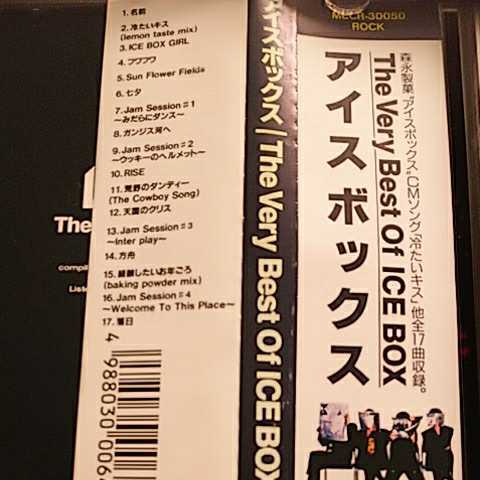 1. 名前
2. 冷たいキス
(lemon taste mix)
3. ICE BOX GIRL
4. フワフワ
5. Sun Flower Fields
6. 七夕
7. Jam Session #1
〜みだらにダンス〜
8. ガンジス河へ
9. Jam Session #2
〜ウッキーのヘルメット〜
10. RISE
11. 荒野のダンディー
(The Cowboy Song)
12. 天国のクリス
13. Jam Session #3
〜Inter play〜
14. 方舟
15. 綺麗したいお年ごろ
(baking powder mix)
16. Jam Session #4
〜Welcome To This Place〜
17. 落日
4 988030 006
アイスボックス / The Very Best Of ICE BOX
MECR-30050
ROCK
森永製菓“アイスボックス”CMソング「冷たいキス」他全17曲収録。
The Very Best Of ICE BOX
アイスボックス
The